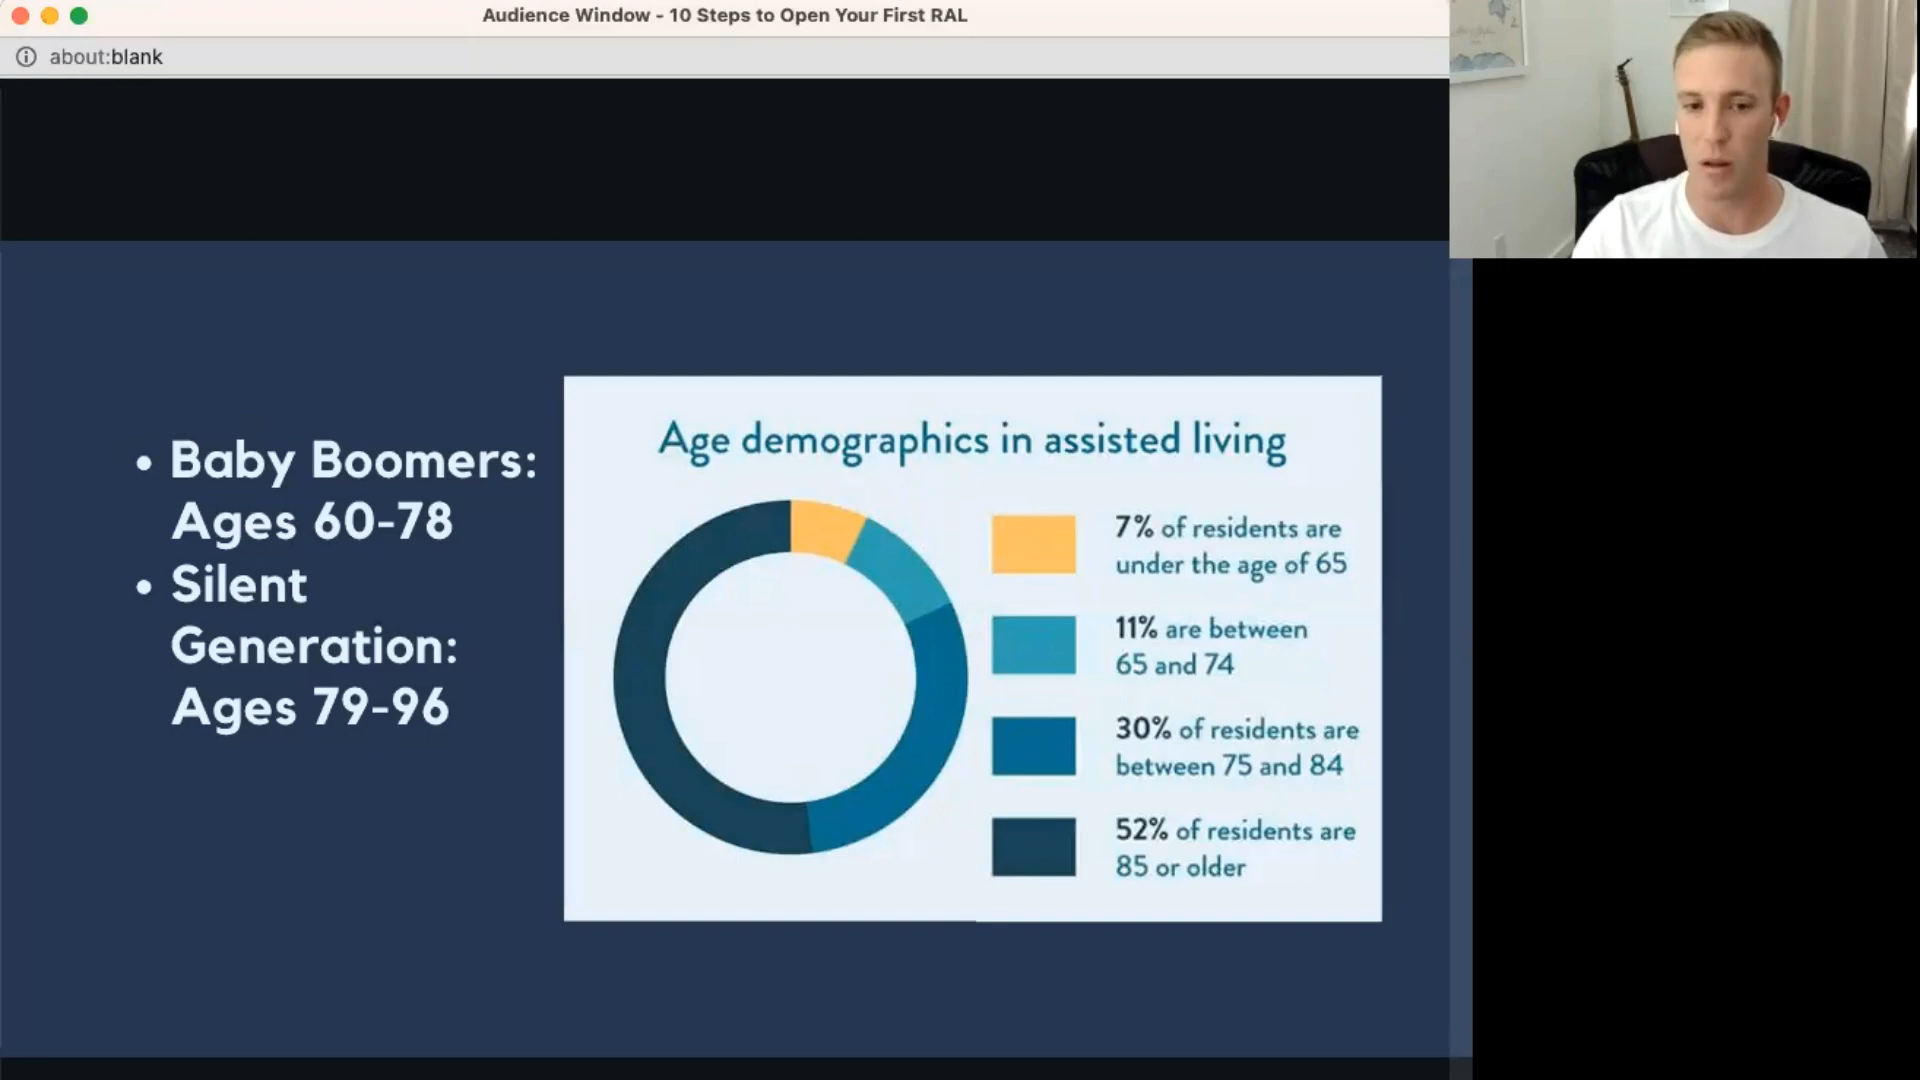 Audience Window - 10 Steps to Open Your First RAL
about:blank
• Baby Boomers:
Ages 60-78
• Silent
Generation:
Ages 79-96
Age demographics in assisted living
7% of residents are
under the age of 65
11% are between
65 and 74
30% of residents are
between 75 and 84
52% of residents are
85 or older